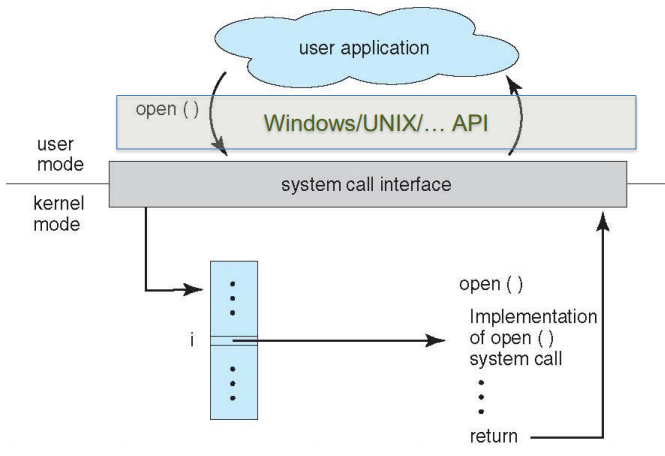 user application
open ( )
Windows/UNIX/... API
user
mode
system call interface
kernel
mode
open ( )
i
Implementation
of open ( )
system call
return